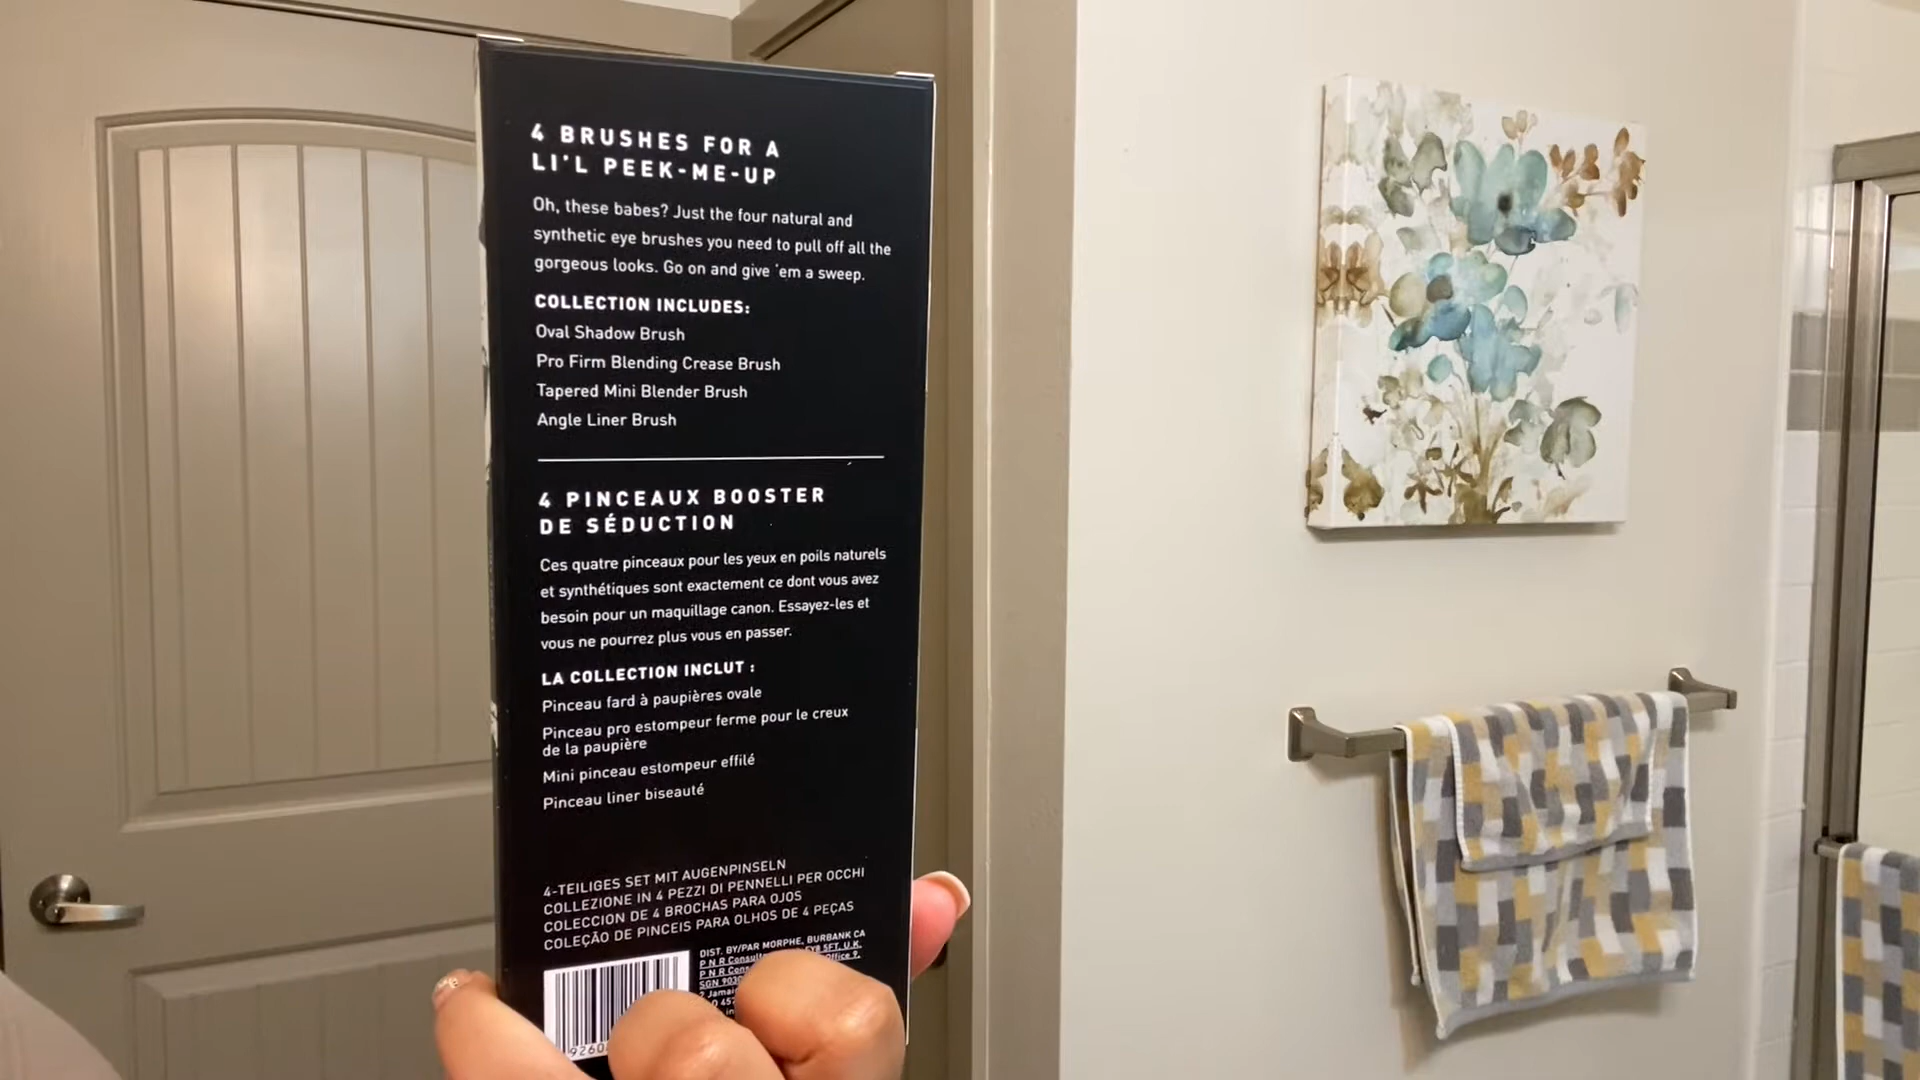 4 BRUSHES FOR A
LI'L PEEK-ME-UP
Oh, these babes? Just the four natural and
synthetic eye brushes you need to pull off all the
gorgeous looks. Go on and give 'em a sweep.
COLLECTION INCLUDES:
Oval Shadow Brush
Pro Firm Blending Crease Brush
Tapered Mini Blender Brush
Angle Liner Brush
4 PINCEAUX BOOSTER
DE SÉDUCTION
Ces quatre pinceaux pour les yeux en poils naturels
et synthétiques sont exactement ce dont vous avez
besoin pour un maquillage canon. Essayez-les et
vous ne pourrez plus vous en passer.
LA COLLECTION INCLUT :
Pinceau fard à paupières ovale
Pinceau pro estompeur ferme pour le creux
de la paupière
Mini pinceau estompeur effilé
Pinceau liner biseauté
4-TEILIGES SET MIT AUGENPINSELN
COLLEZIONE IN 4 PEZZI DI PENNELLI PER OCCHI
COLECCION DE 4 BROCHAS PARA OJOS
COLEÇÃO DE PINCEIS PARA OLHOS DE 4 PEÇAS
DIST. BY/PAR MORPHE, BURBANK CA
P N R 5FT, U.K.
P N R Office 9,
SGN